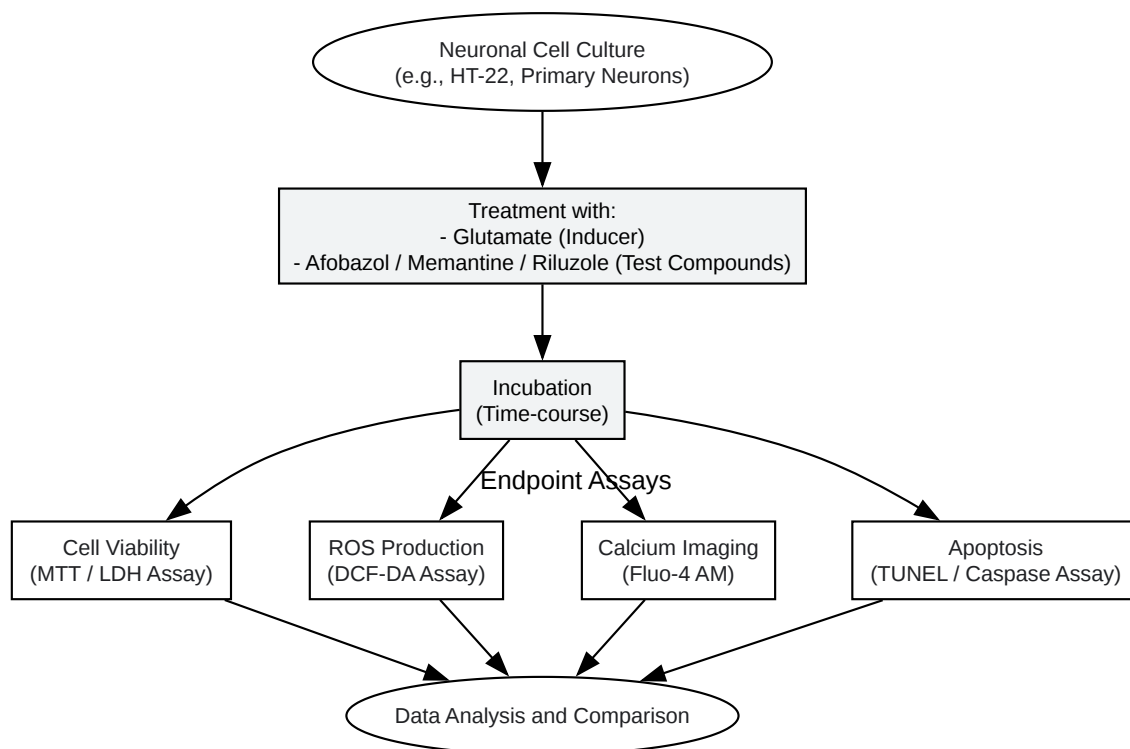 Neuronal Cell Culture
(e.g., HT-22, Primary Neurons)
Treatment with:
- Glutamate (Inducer)
- Afobazol / Memantine / Riluzole (Test Compounds)
Incubation
(Time-course)
Endpoint Assays
Cell Viability
(MTT / LDH Assay)
ROS Production
(DCF-DA Assay)
Calcium Imaging
(Fluo-4 AM)
Apoptosis
(TUNEL / Caspase Assay)
Data Analysis and Comparison